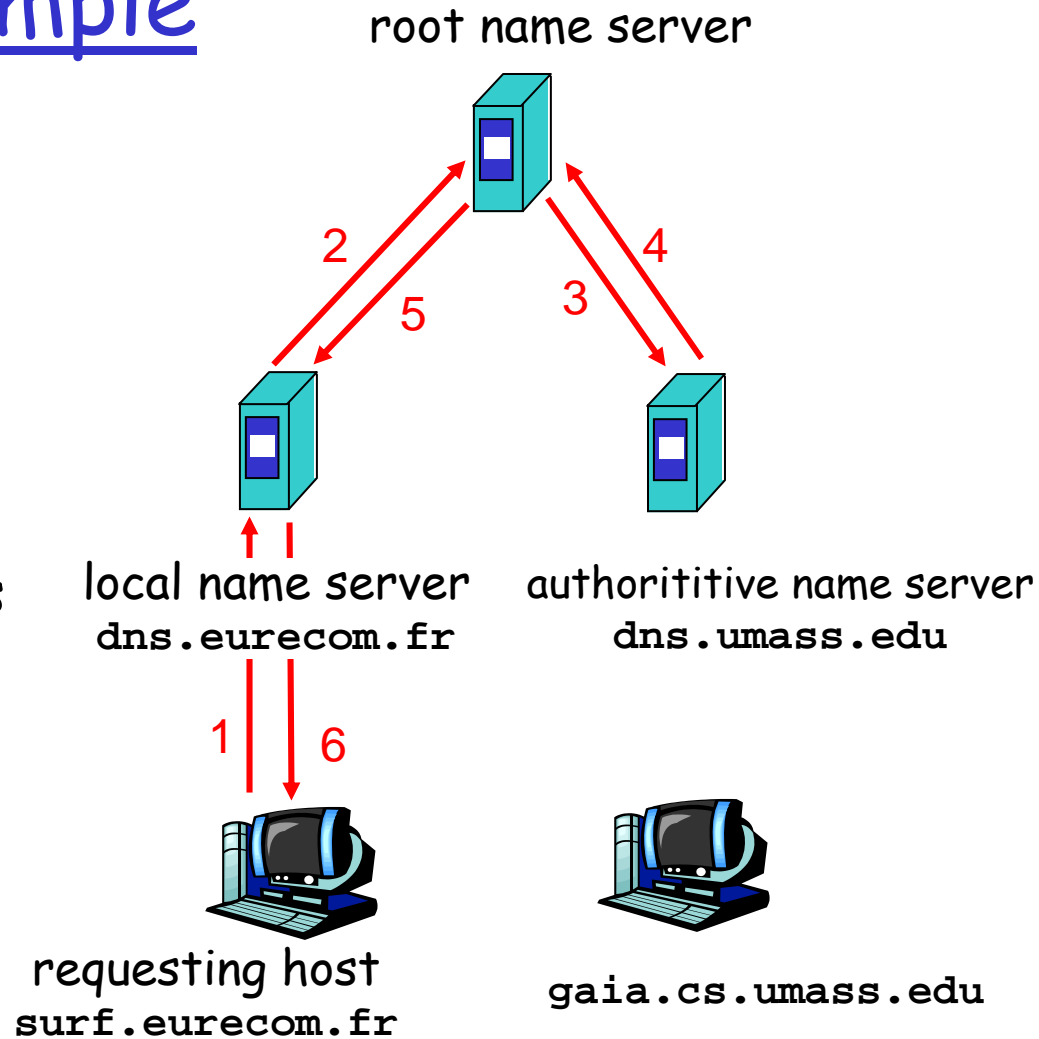 mple
root name server
2
4
3
5
local name server
dns.eurecom.fr
authorititive name server
dns.umass.edu
1
6
requesting host
surf.eurecom.fr
gaia.cs.umass.edu